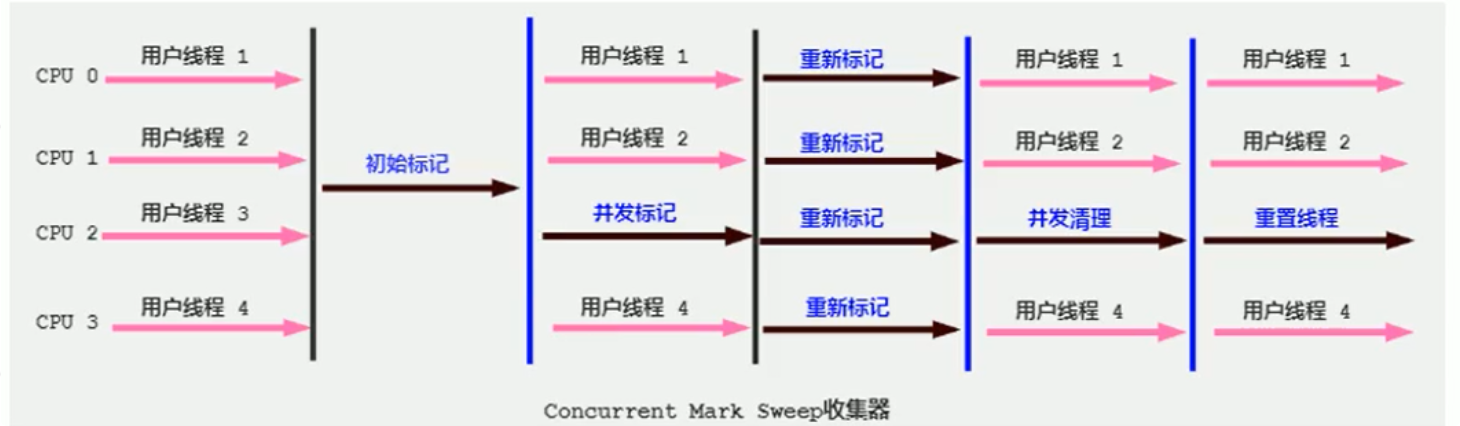 CPU 0 用户线程 1 用户线程 1 重新标记 用户线程 1 用户线程 1
CPU 1 用户线程 2 初始标记 用户线程 2 重新标记 用户线程 2 用户线程 2
CPU 2 用户线程 3 并发标记 重新标记 并发清理 重置线程
CPU 3 用户线程 4 用户线程 4 重新标记 用户线程 4 用户线程 4
Concurrent Mark Sweep收集器